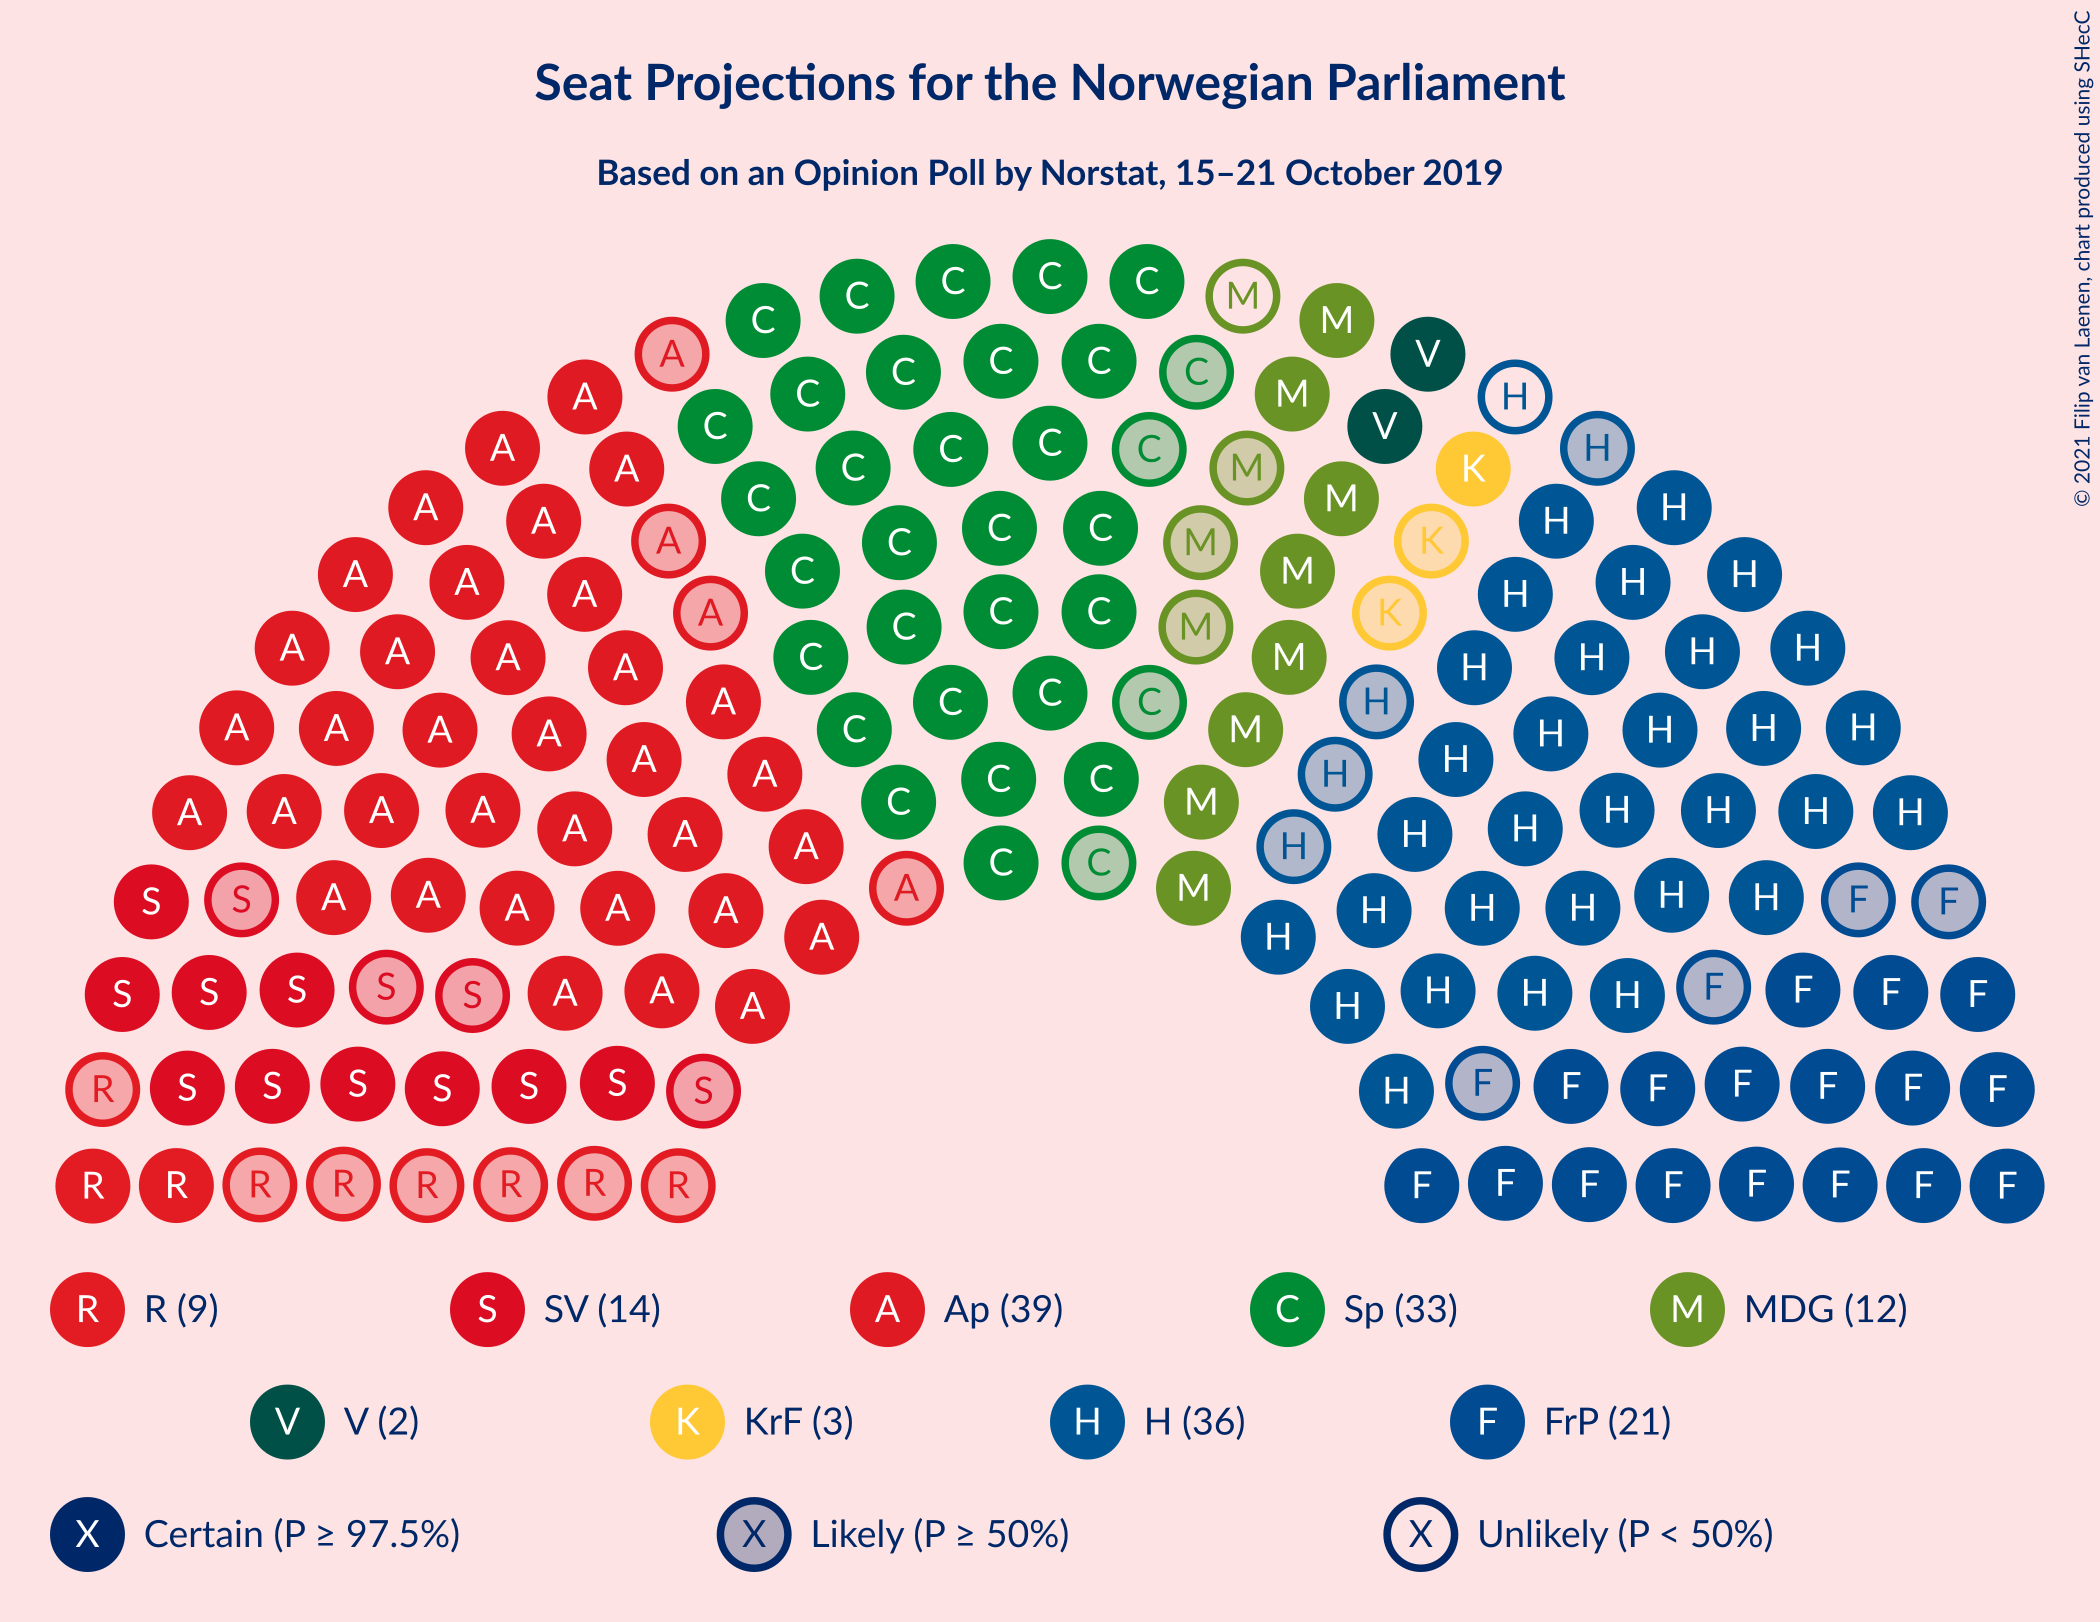 Seat Projections for the Norwegian Parliament
Based on an Opinion Poll by Norstat, 15–21 October 2019
© 2021 Filip van Laenen, chart produced using SHecC
C C C C C M M
A C C C C C C M V V H
A A C C C C C M M K H
A A A C C C C M M K H H
A A A C C C C M M K H H H
A A A A A C C C C M H H H H H
A A A A A A C C C M H H H H H H
A A A A A A A C C C M H H H H H H H
S S A A A A A A A C C M H H H H H H H F F
S S S S S A A A H H H H F F F F
R S S S S S S S H F F F F F F F
R R R R R R R R F F F F F F F F
R R (9) S SV (14) A Ap (39) C Sp (33) M MDG (12)
V V (2) K KrF (3) H H (36) F FrP (21)
X Certain (P ≥ 97.5%) X Likely (P ≥ 50%) X Unlikely (P < 50%)